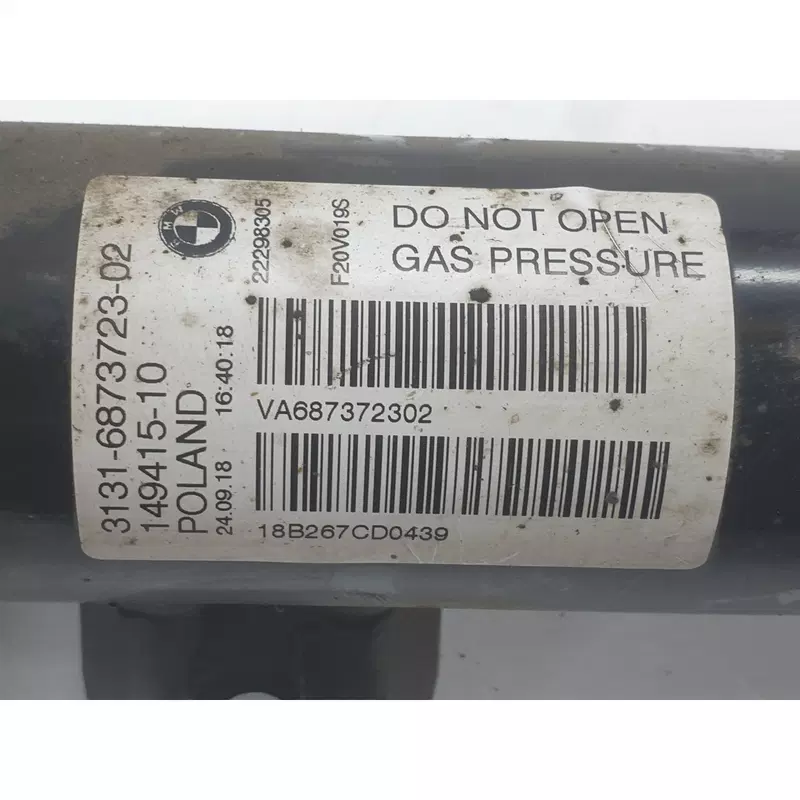 BMW
22298305
F20V019S
DO NOT OPEN
GAS PRESSURE
3131-6873723-02
149415-10
POLAND
24.09.18 16:40:18
VA687372302
18B267CD0439